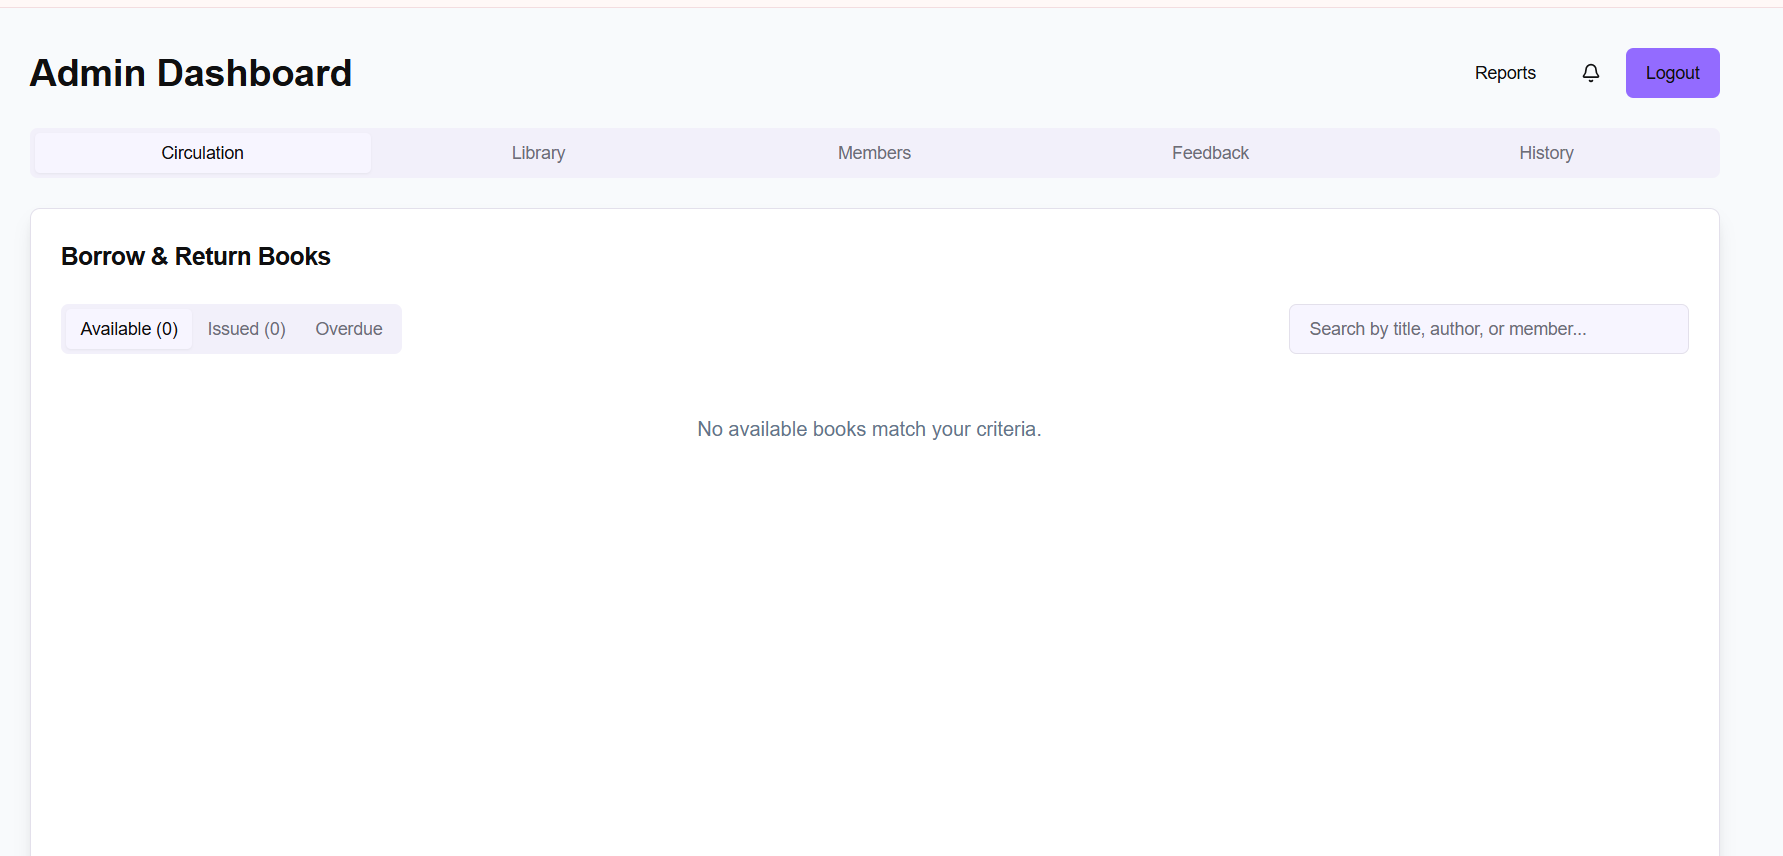 Admin Dashboard
Reports
Logout
Circulation
Library
Members
Feedback
History
Borrow & Return Books
Available (0)
Issued (0)
Overdue
Search by title, author, or member...
No available books match your criteria.